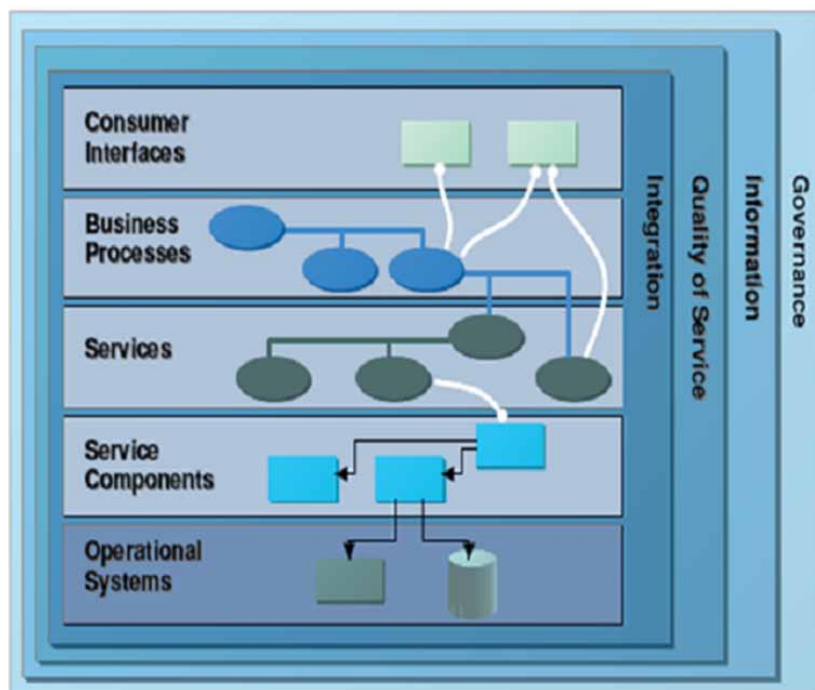 Consumer
Interfaces
Business
Processes
Services
Service
Components
Operational
Systems
Integration
Quality of Service
Information
Governance